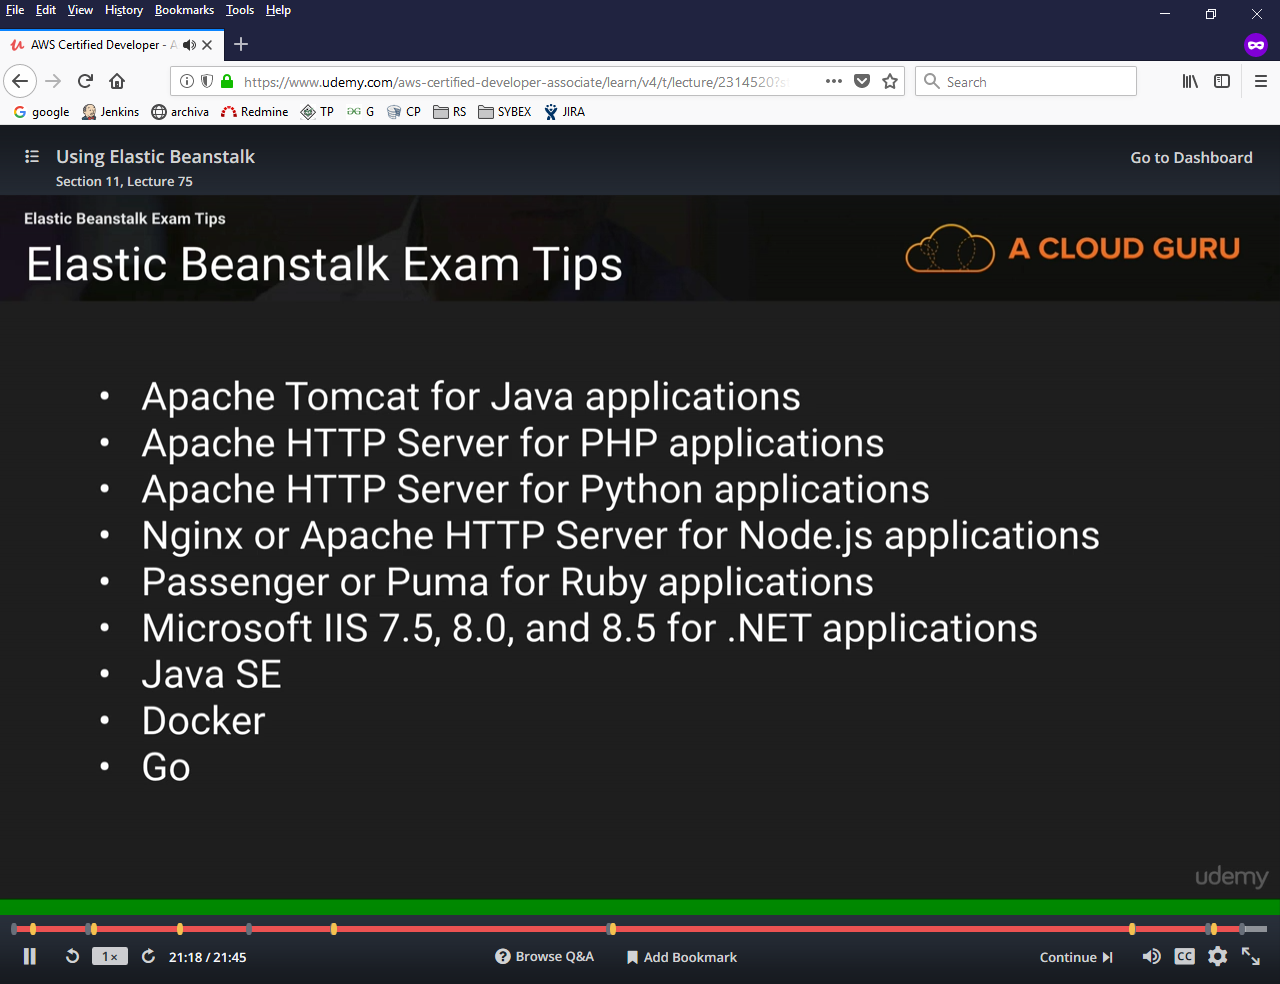 File Edit View History Bookmarks Tools Help
AWS Certified Developer - A
https://www.udemy.com/aws-certified-developer-associate/learn/v4/t/lecture/2314520?s
Search
google Jenkins archiva Redmine TP G CP RS SYBEX JIRA
Using Elastic Beanstalk
Go to Dashboard
Section 11, Lecture 75
Elastic Beanstalk Exam Tips
Elastic Beanstalk Exam Tips
A CLOUD GURU
• Apache Tomcat for Java applications
• Apache HTTP Server for PHP applications
• Apache HTTP Server for Python applications
• Nginx or Apache HTTP Server for Node.js applications
• Passenger or Puma for Ruby applications
• Microsoft IIS 7.5, 8.0, and 8.5 for .NET applications
• Java SE
• Docker
• Go
udemy
1x 21:18 / 21:45 Browse Q&A Add Bookmark Continue CC